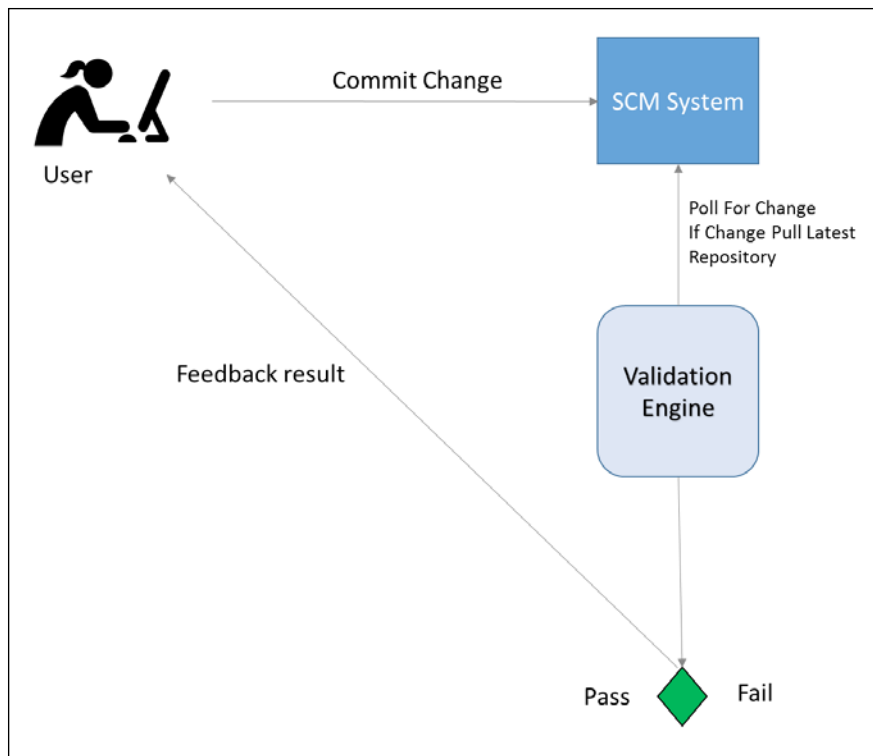 Commit Change
SCM System
User
Poll For Change
If Change Pull Latest
Repository
Feedback result
Validation
Engine
Pass
Fail